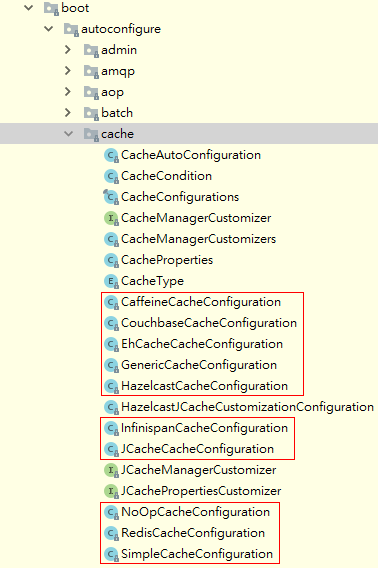 boot
autoconfigure
admin
amqp
aop
batch
cache
CacheAutoConfiguration
CacheCondition
CacheConfigurations
CacheManagerCustomizer
CacheManagerCustomizers
CacheProperties
CacheType
CaffeineCacheConfiguration
CouchbaseCacheConfiguration
EhCacheCacheConfiguration
GenericCacheConfiguration
HazelcastCacheConfiguration
HazelcastJCacheCustomizationConfiguration
InfinispanCacheConfiguration
JCacheCacheConfiguration
JCacheManagerCustomizer
JCachePropertiesCustomizer
NoOpCacheConfiguration
RedisCacheConfiguration
SimpleCacheConfiguration